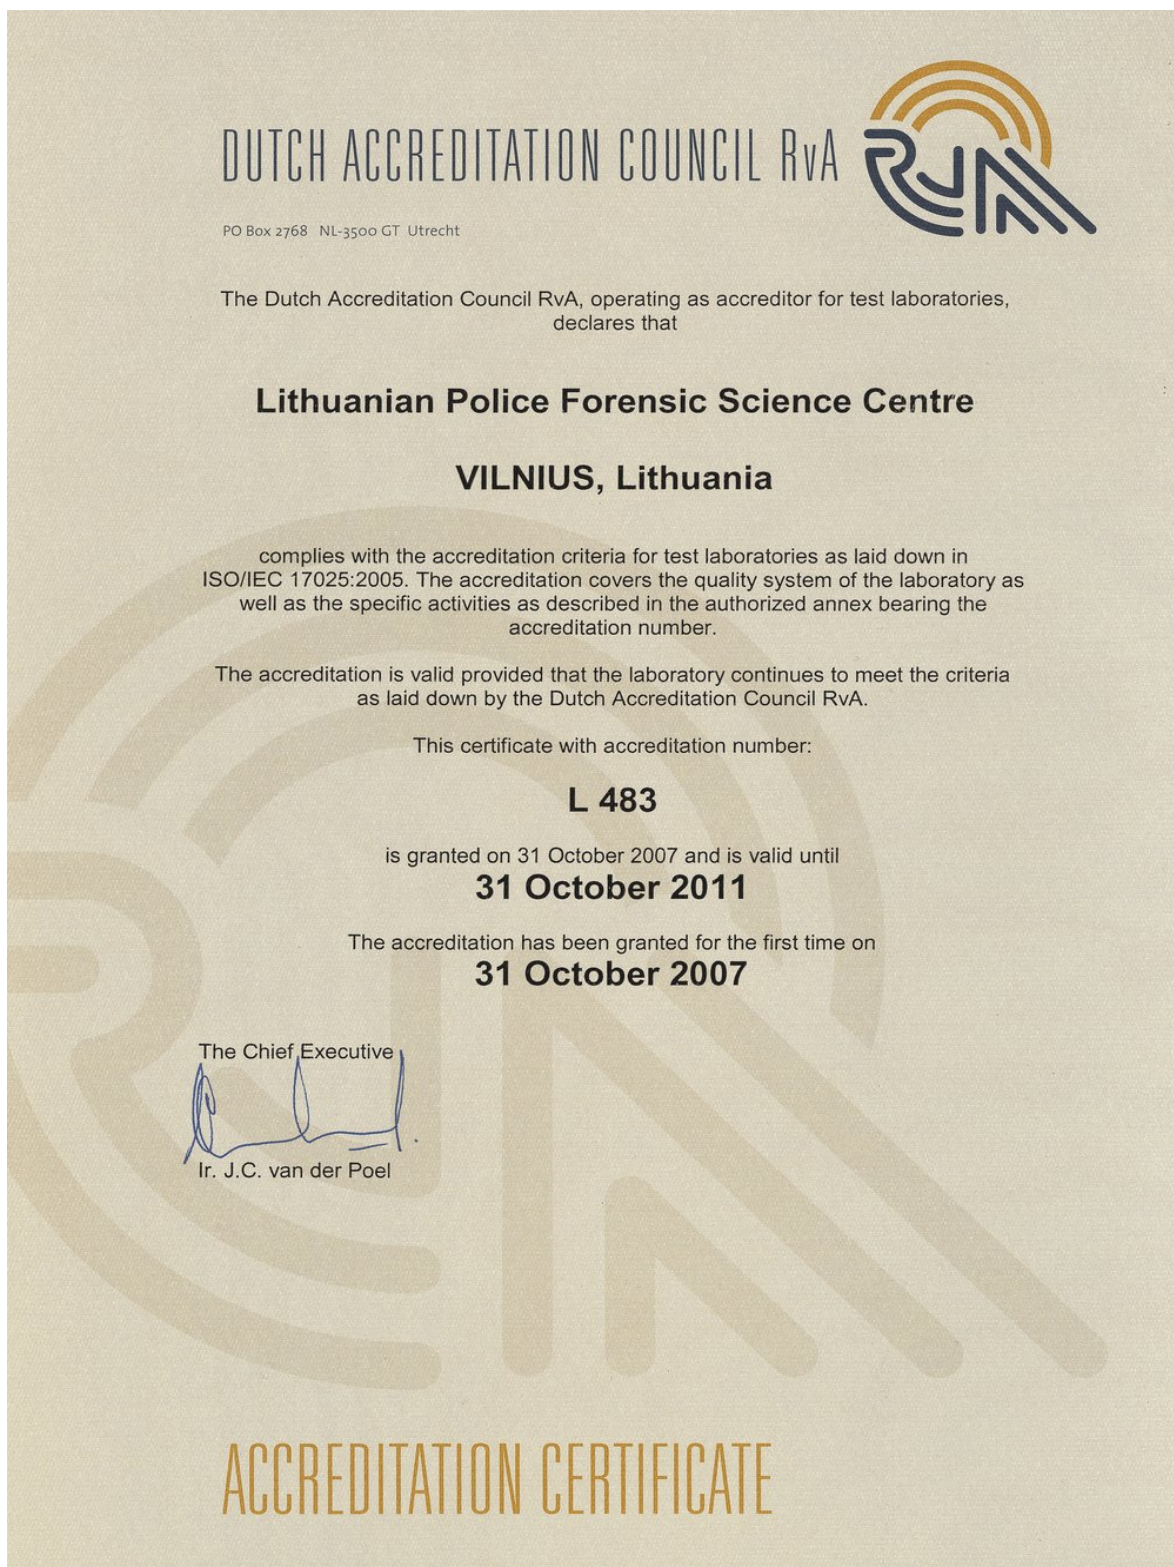 DUTCH ACCREDITATION COUNCIL RvA
RvA
PO Box 2768 NL-3500 GT Utrecht
The Dutch Accreditation Council RvA, operating as accreditor for test laboratories,
declares that
Lithuanian Police Forensic Science Centre
VILNIUS, Lithuania
complies with the accreditation criteria for test laboratories as laid down in
ISO/IEC 17025:2005. The accreditation covers the quality system of the laboratory as
well as the specific activities as described in the authorized annex bearing the
accreditation number.
The accreditation is valid provided that the laboratory continues to meet the criteria
as laid down by the Dutch Accreditation Council RvA.
This certificate with accreditation number:
L 483
is granted on 31 October 2007 and is valid until
31 October 2011
The accreditation has been granted for the first time on
31 October 2007
The Chief Executive
Ir. J.C. van der Poel
ACCREDITATION CERTIFICATE